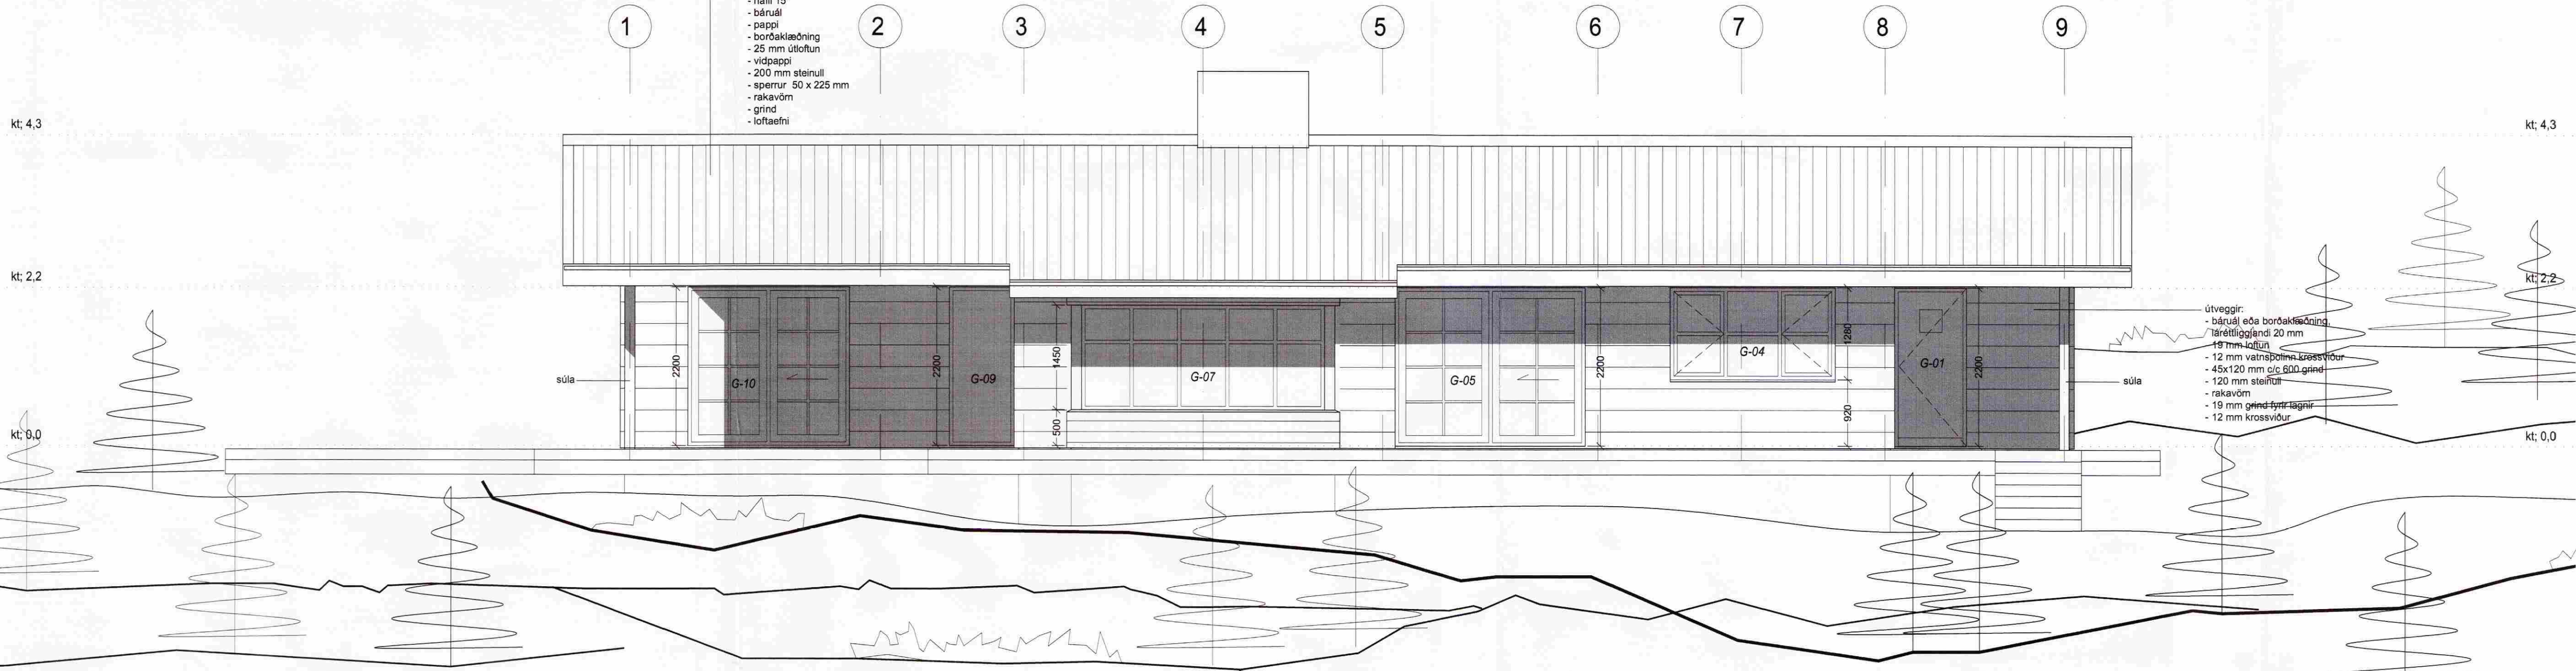 - halli 15
- báruál
- pappi
- borðaklæðning
- 25 mm útloftun
- vidpappi
- 200 mm steinull
- sperrur 50 x 225 mm
- rakavörn
- grind
- loftaefni
1
2
3
4
5
6
7
8
9
kt; 4,3
kt; 4,3
kt; 2,2
kt; 2,2
kt; 0,0
kt; 0,0
súla
2200
G-10
2200
G-09
1450
500
G-07
G-05
2200
G-04
1280
920
G-01
2200
súla
útveggir:
- báruál eða borðaklæðning,
láréttliggjandi 20 mm
- 19 mm loftun
- 12 mm vatnsþolinn krossviður
- 45x120 mm c/c 600 grind
- 120 mm steinull
- rakavörn
- 19 mm grind fyrir lagnir
- 12 mm krossviður